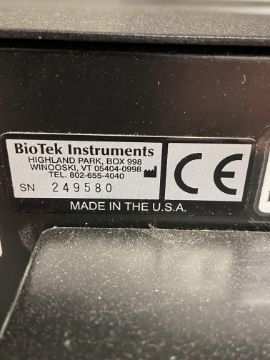 BioTek Instruments
HIGHLAND PARK, BOX 998
WINOOSKI, VT 05404-0998
TEL. 802-655-4040
SN 249580
CE
MADE IN THE U.S.A.